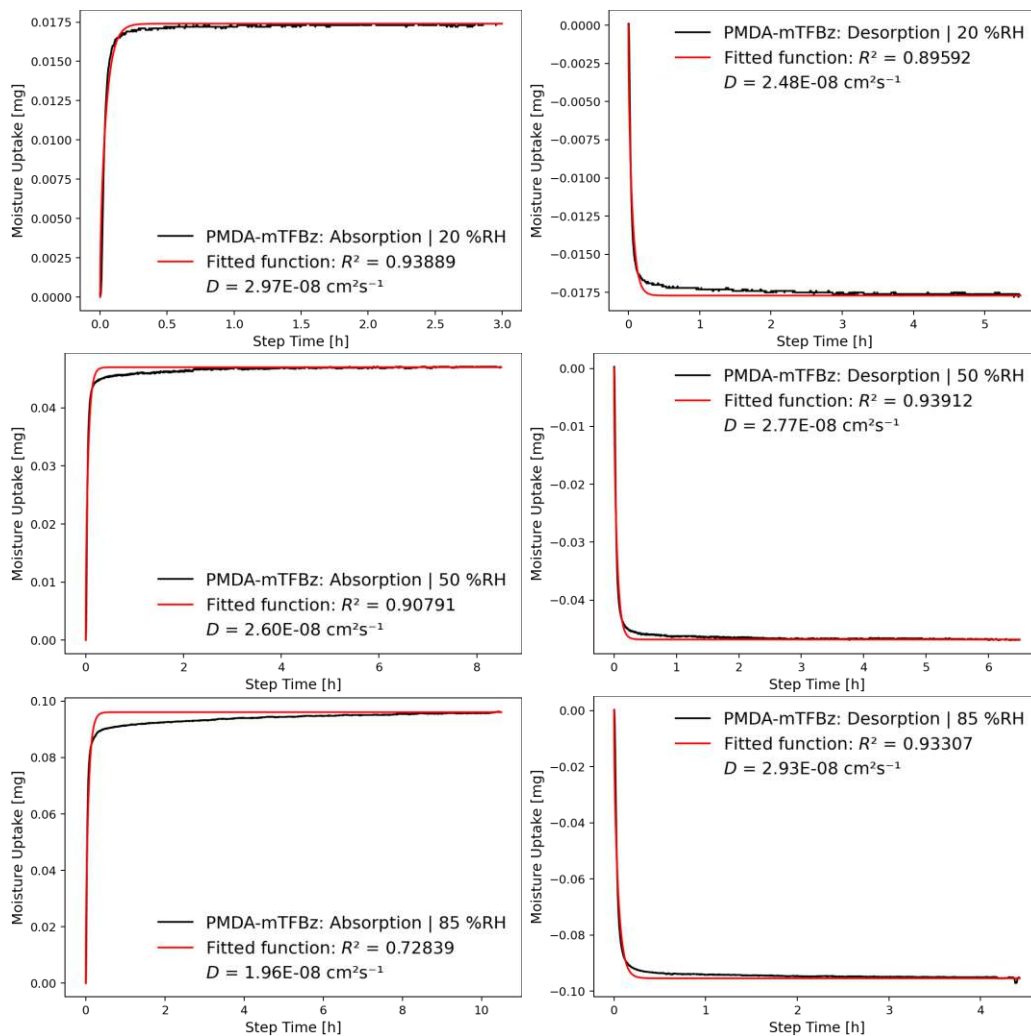 Moisture Uptake [mg]
0.0175
0.0150
0.0125
0.0100
0.0075
0.0050
0.0025
0.0000
PMDA-mTFBz: Absorption | 20 %RH
Fitted function: R² = 0.93889
D = 2.97E-08 cm²s⁻¹
0.0 0.5 1.0 1.5 2.0 2.5 3.0
Step Time [h]
Moisture Uptake [mg]
0.0000
−0.0025
−0.0050
−0.0075
−0.0100
−0.0125
−0.0150
−0.0175
PMDA-mTFBz: Desorption | 20 %RH
Fitted function: R² = 0.89592
D = 2.48E-08 cm²s⁻¹
0 1 2 3 4 5
Step Time [h]
Moisture Uptake [mg]
0.04
0.03
0.02
0.01
0.00
PMDA-mTFBz: Absorption | 50 %RH
Fitted function: R² = 0.90791
D = 2.60E-08 cm²s⁻¹
0 2 4 6 8
Step Time [h]
Moisture Uptake [mg]
0.00
−0.01
−0.02
−0.03
−0.04
PMDA-mTFBz: Desorption | 50 %RH
Fitted function: R² = 0.93912
D = 2.77E-08 cm²s⁻¹
0 1 2 3 4 5 6
Step Time [h]
Moisture Uptake [mg]
0.10
0.08
0.06
0.04
0.02
0.00
PMDA-mTFBz: Absorption | 85 %RH
Fitted function: R² = 0.72839
D = 1.96E-08 cm²s⁻¹
0 2 4 6 8 10
Step Time [h]
Moisture Uptake [mg]
0.00
−0.02
−0.04
−0.06
−0.08
−0.10
PMDA-mTFBz: Desorption | 85 %RH
Fitted function: R² = 0.93307
D = 2.93E-08 cm²s⁻¹
0 1 2 3 4
Step Time [h]